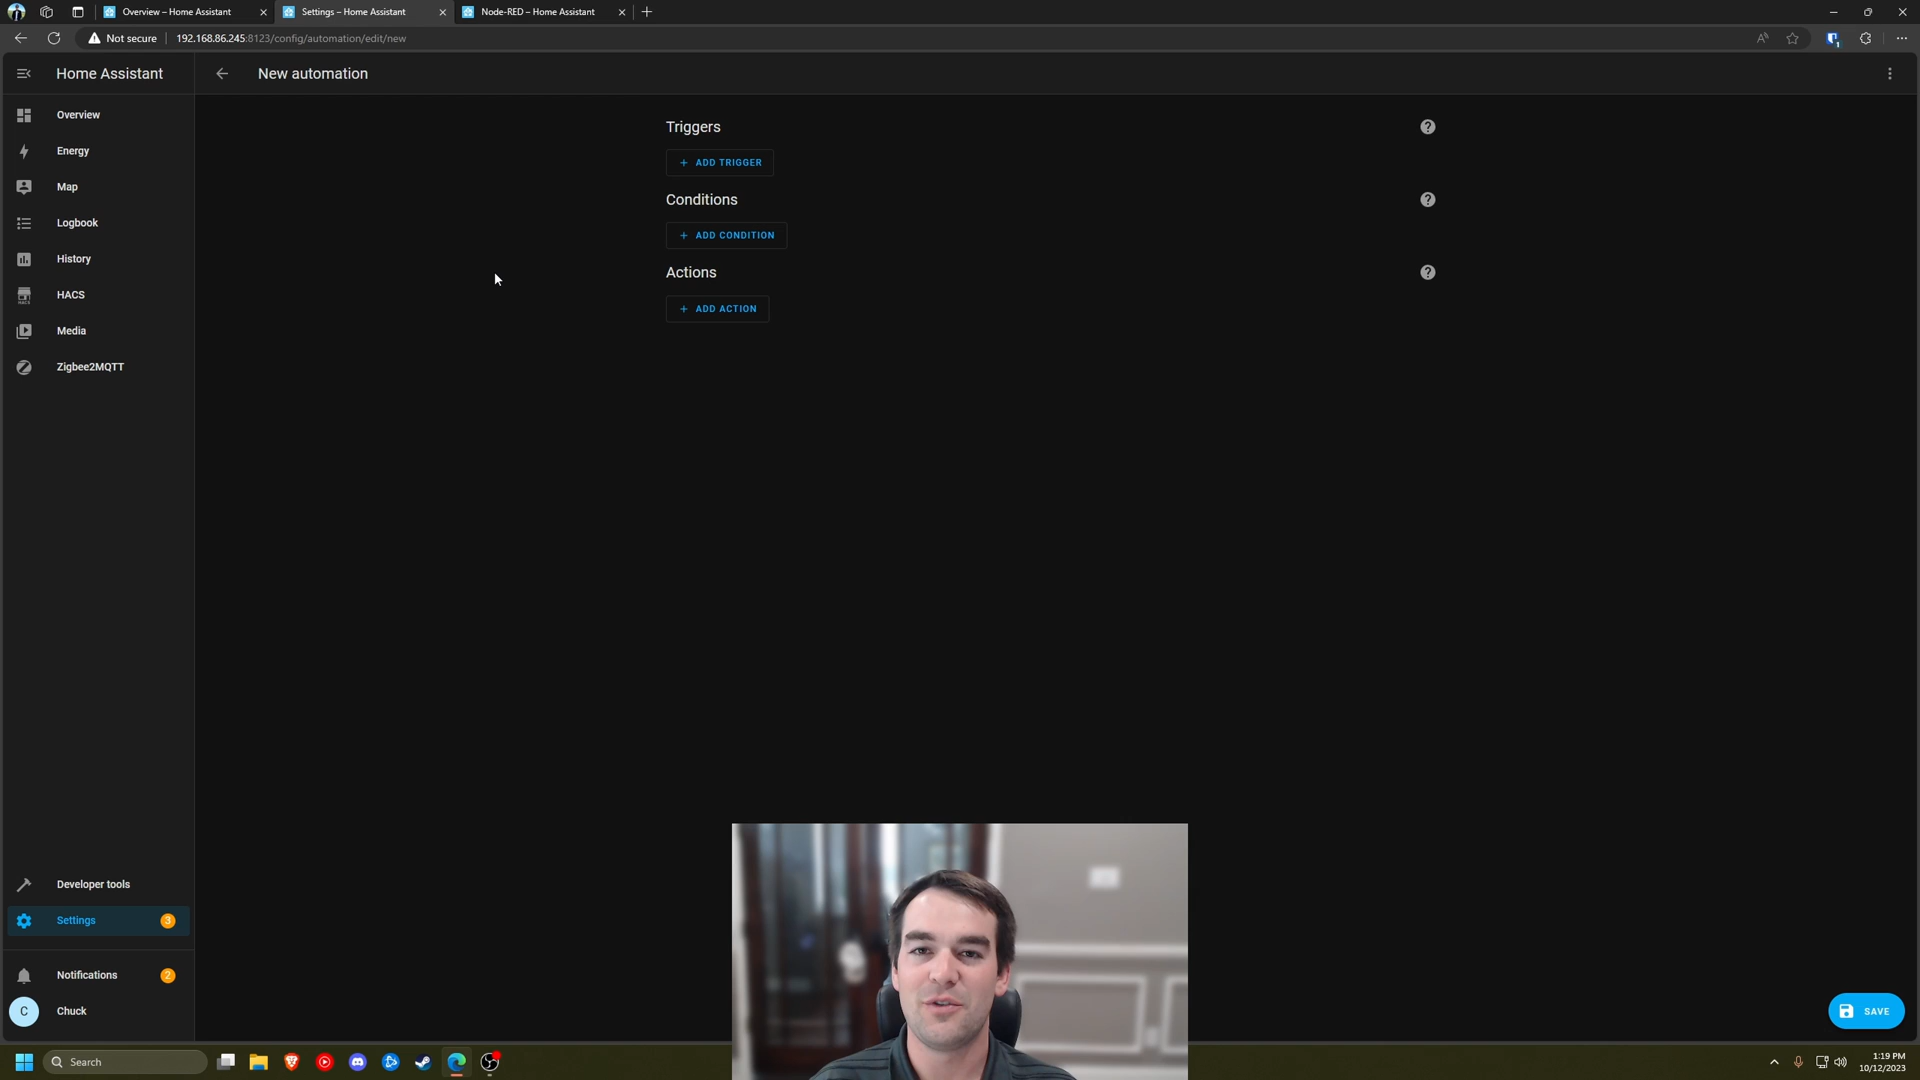 Overview – Home Assistant
Settings – Home Assistant
Node-RED – Home Assistant
Not secure
192.168.86.245:8123/config/automation/edit/new
Home Assistant
New automation
Overview
Energy
Map
Logbook
History
HACS
Media
Zigbee2MQTT
Triggers
+ ADD TRIGGER
Conditions
+ ADD CONDITION
Actions
+ ADD ACTION
Developer tools
Settings 3
Notifications 2
C Chuck
SAVE
Search
1:19 PM
10/12/2023